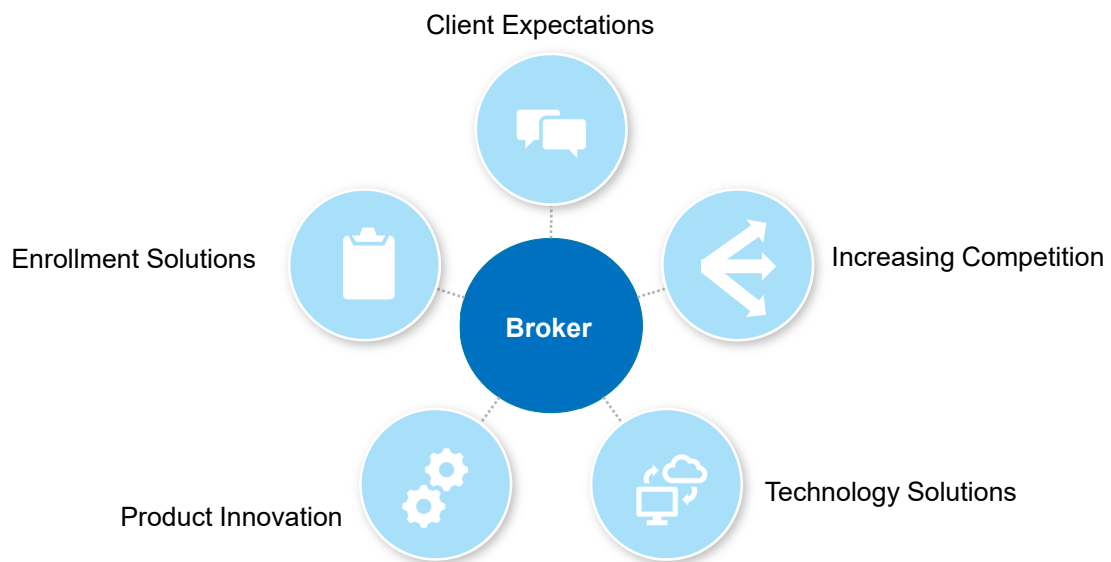 Client Expectations
Enrollment Solutions
Increasing Competition
Broker
Product Innovation
Technology Solutions